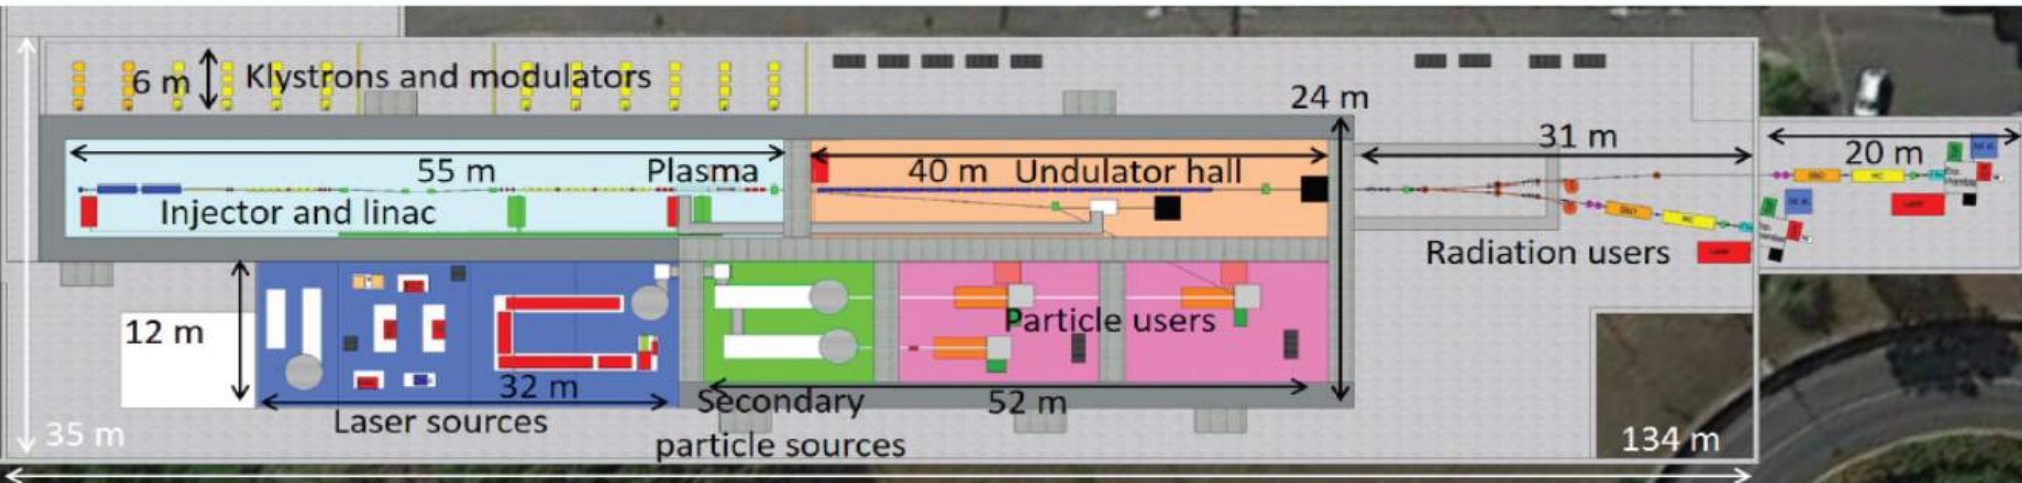 6 m Klystrons and modulators
24 m
31 m
20 m
55 m
Plasma
40 m Undulator hall
Injector and linac
Radiation users
12 m
Particle users
32 m
Laser sources
Secondary
particle sources
52 m
35 m
134 m